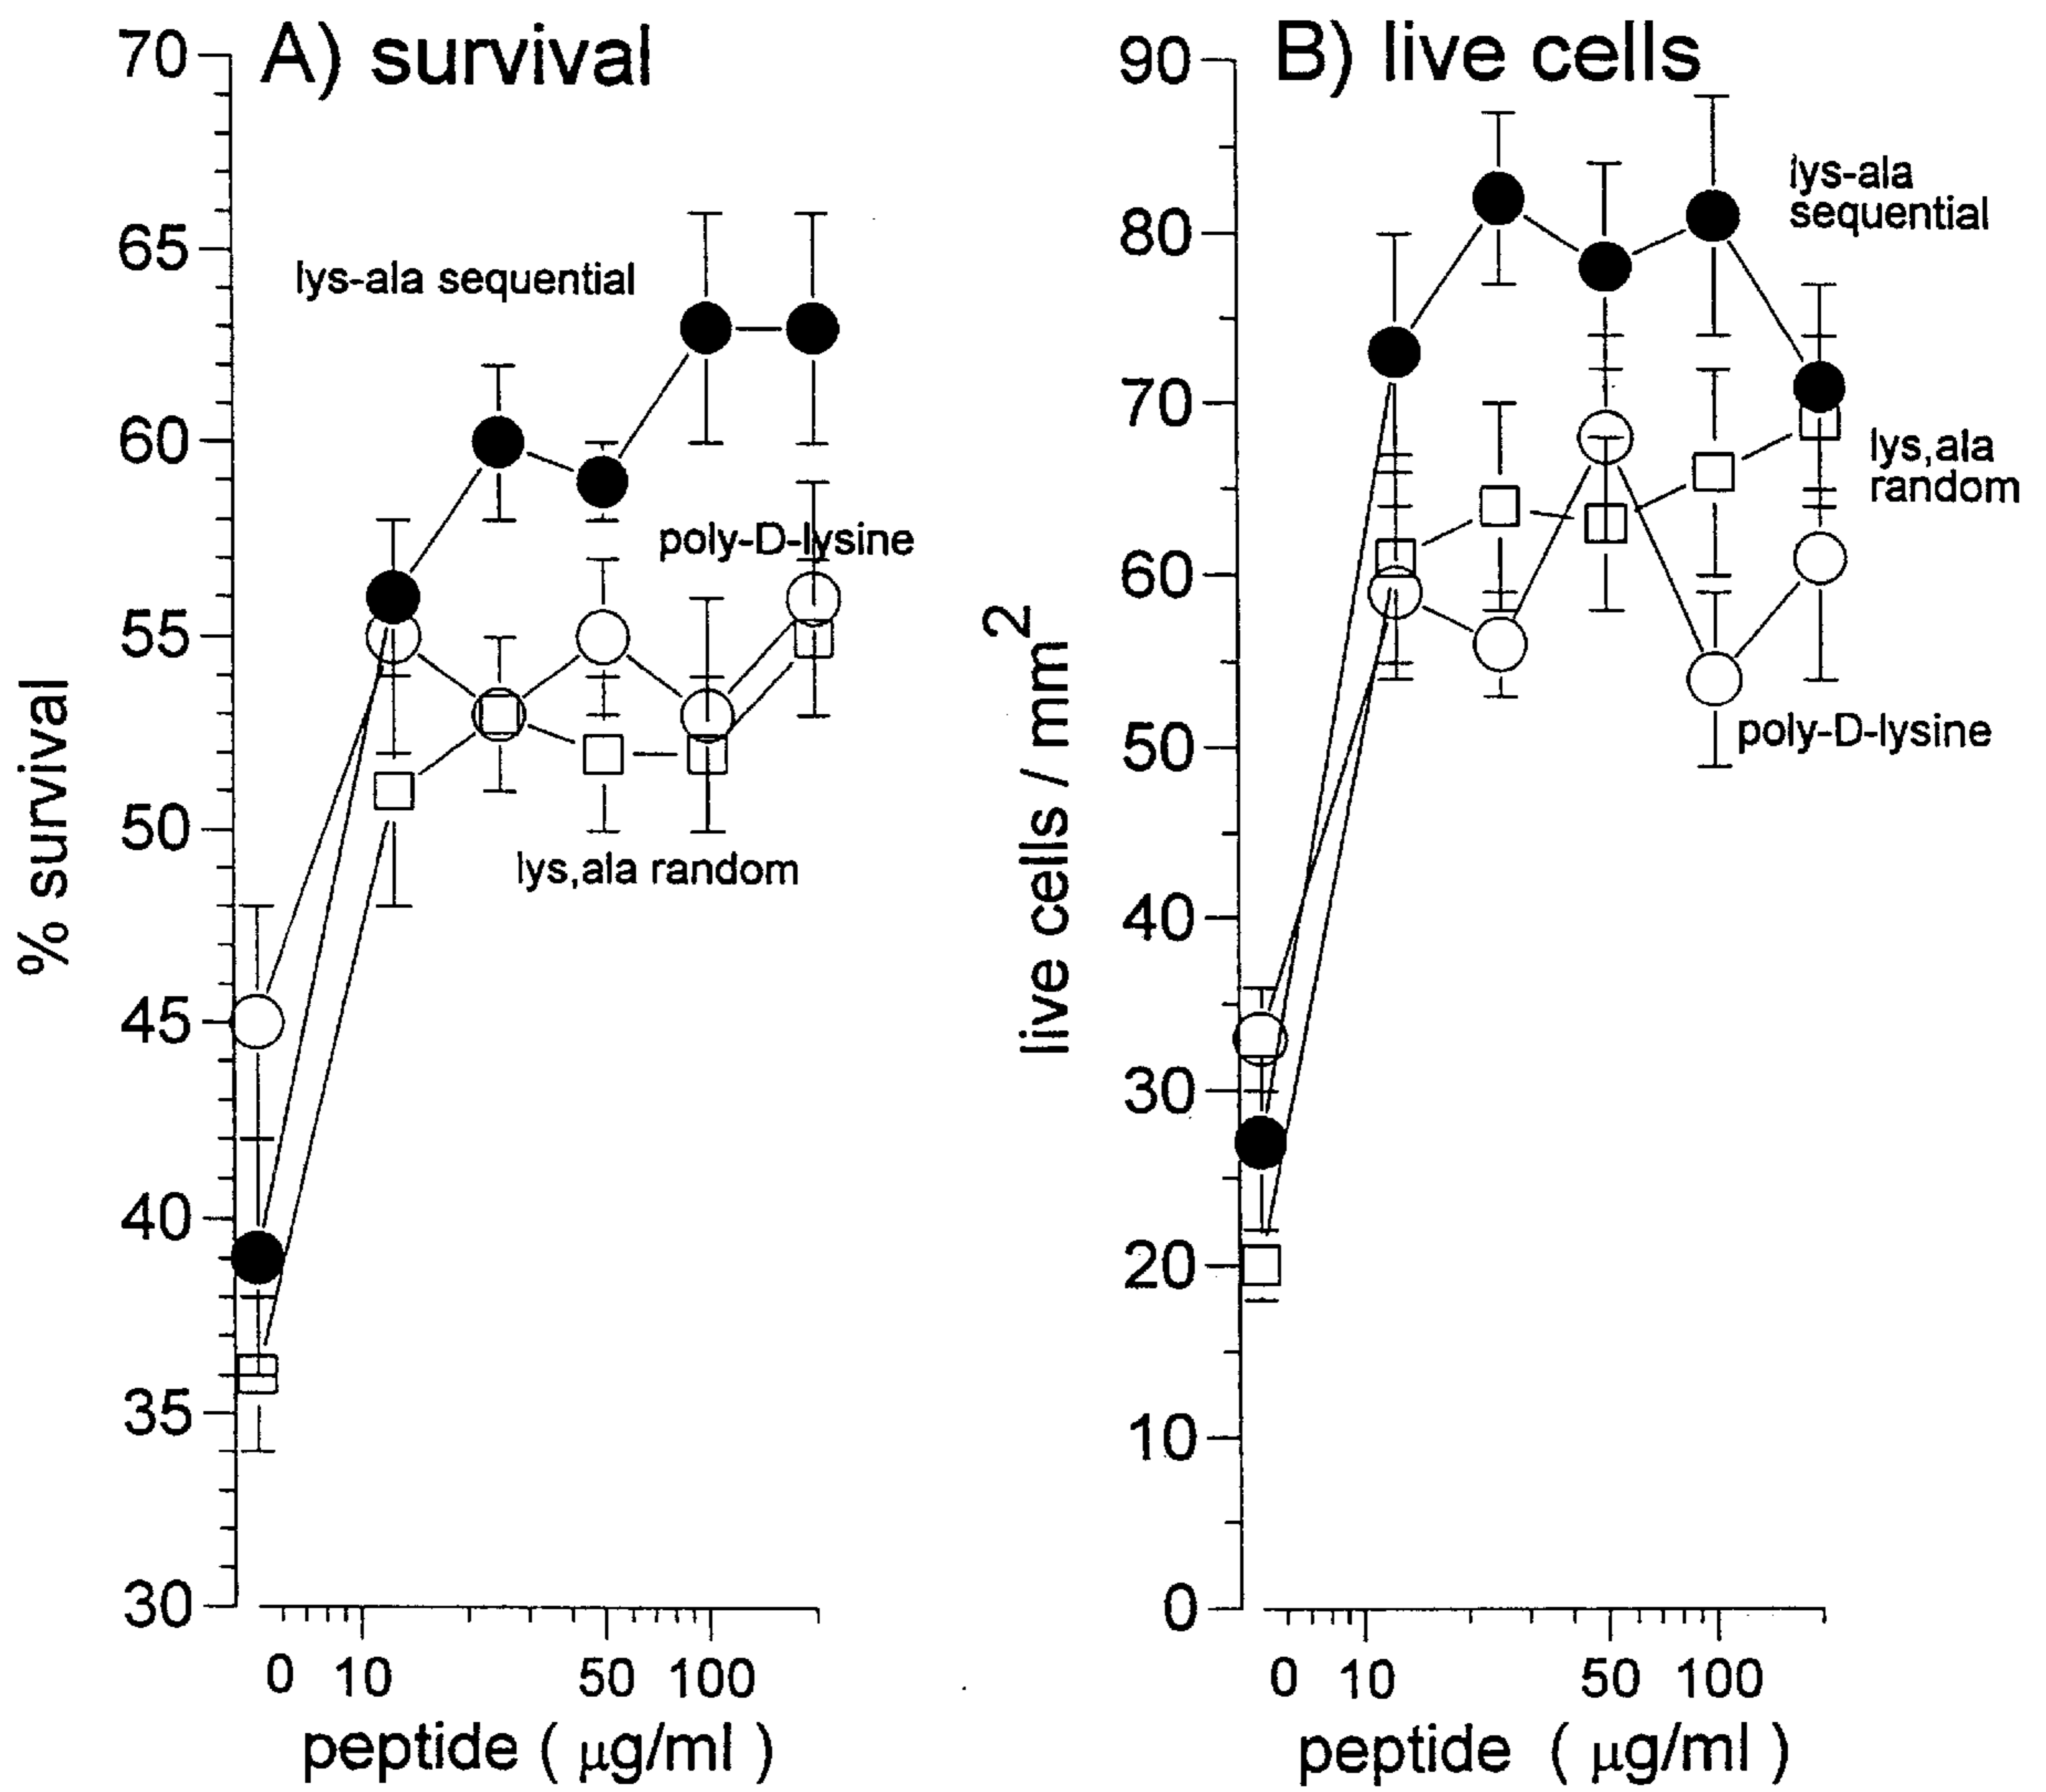 A) survival
70
65
60
55
50
45
40
35
30
% survival
lys-ala sequential
poly-D-lysine
lys,ala random
0 10 50 100
peptide ( μg/ml )
B) live cells
90
80
70
60
50
40
30
20
10
0
live cells / mm2
lys-ala
sequential
lys,ala
random
poly-D-lysine
0 10 50 100
peptide ( μg/ml )